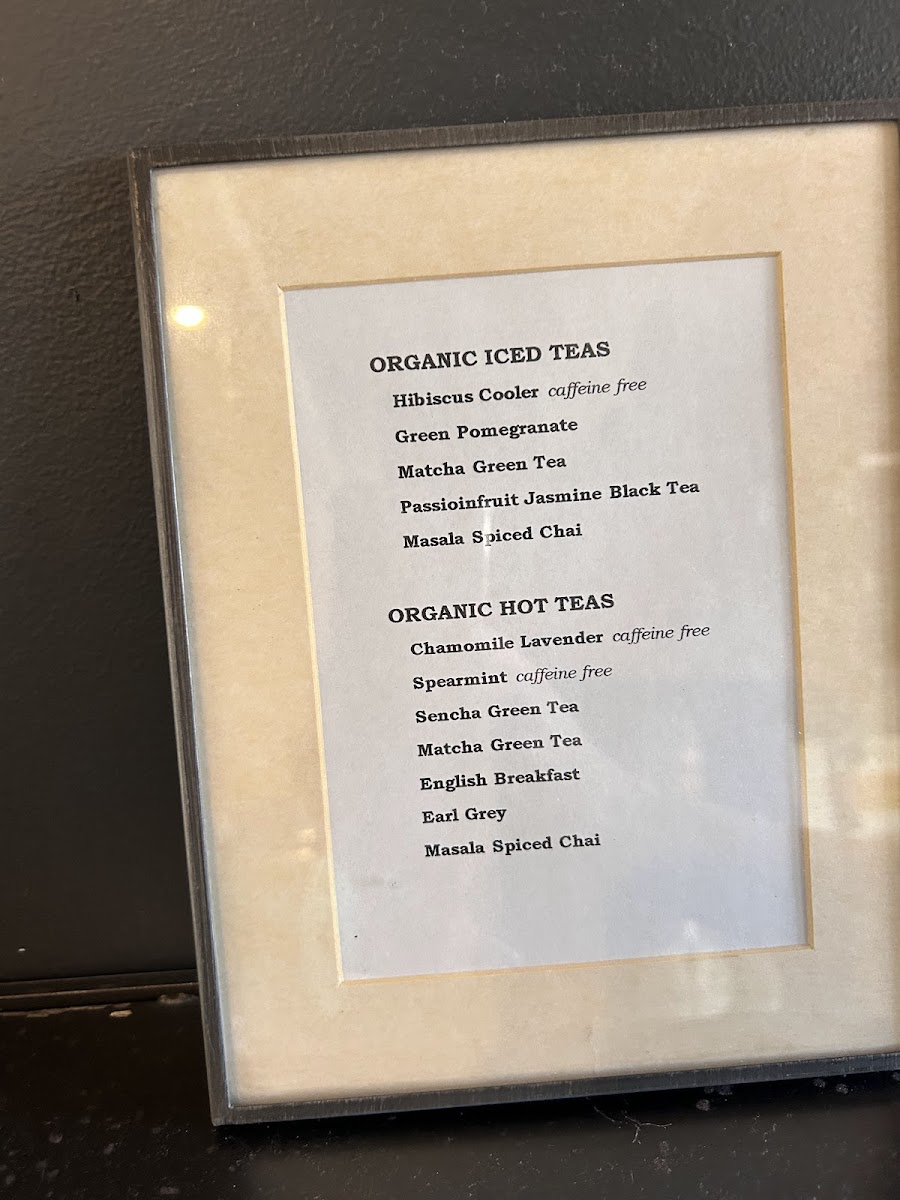 ORGANIC ICED TEAS
Hibiscus Cooler caffeine free
Green Pomegranate
Matcha Green Tea
Passioinfruit Jasmine Black Tea
Masala Spiced Chai
ORGANIC HOT TEAS
Chamomile Lavender caffeine free
Spearmint caffeine free
Sencha Green Tea
Matcha Green Tea
English Breakfast
Earl Grey
Masala Spiced Chai